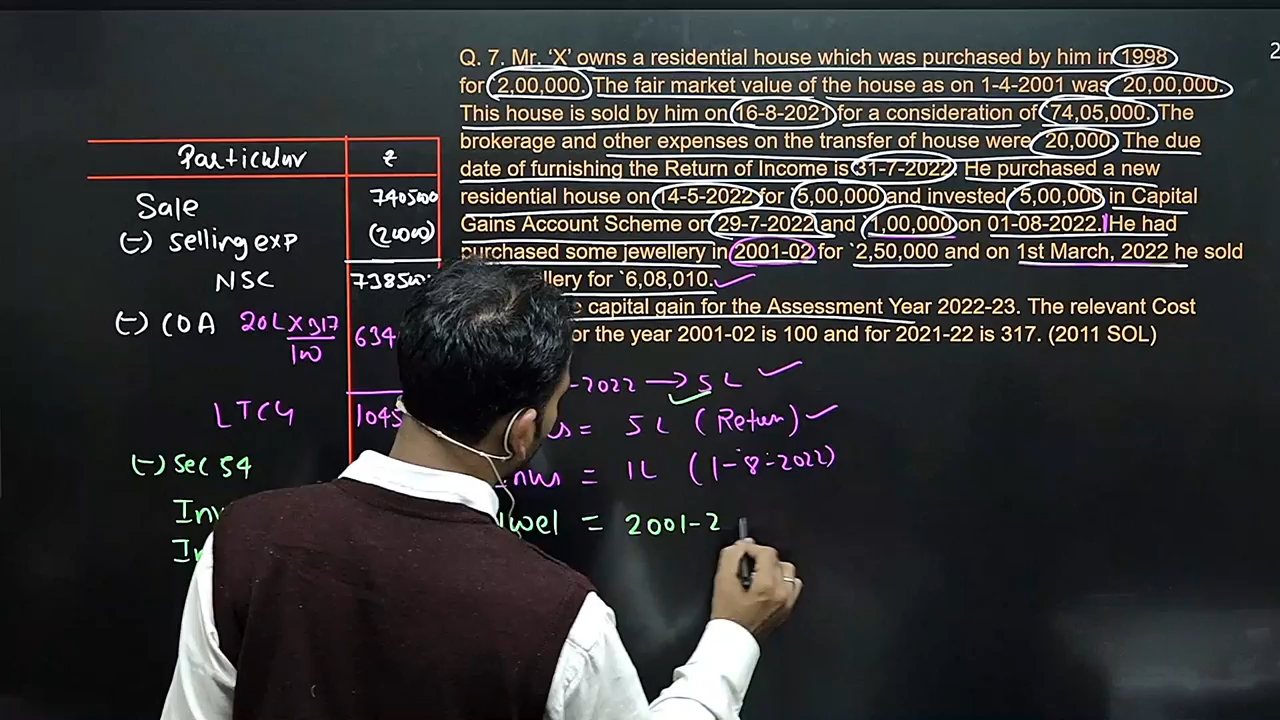 Q. 7. Mr. ‘X’ owns a residential house which was purchased by him in 1998
for `2,00,000. The fair market value of the house as on 1-4-2001 was `20,00,000.
This house is sold by him on 16-8-2021 for a consideration of `74,05,000. The
brokerage and other expenses on the transfer of house were `20,000. The due
date of furnishing the Return of Income is 31-7-2022. He purchased a new
residential house on 14-5-2022 for `5,00,000 and invested `5,00,000 in Capital
Gains Account Scheme on 29-7-2022 and `1,00,000 on 01-08-2022. He had
purchased some jewellery in 2001-02 for `2,50,000 and on 1st March, 2022 he sold
ellery for `6,08,010.
capital gain for the Assessment Year 2022-23. The relevant Cost
or the year 2001-02 is 100 and for 2021-22 is 317. (2011 SOL)
2
Particular ₹
Sale 7405000
(-) Selling exp (20000)
NSC 73850
(-) COA 20L×317/100 634
LTCG 1045
(-) Sec 54
Inv
-2022 → 5L
= 5L (Return)
= 1L (1-8-2022)
wel = 2001-2